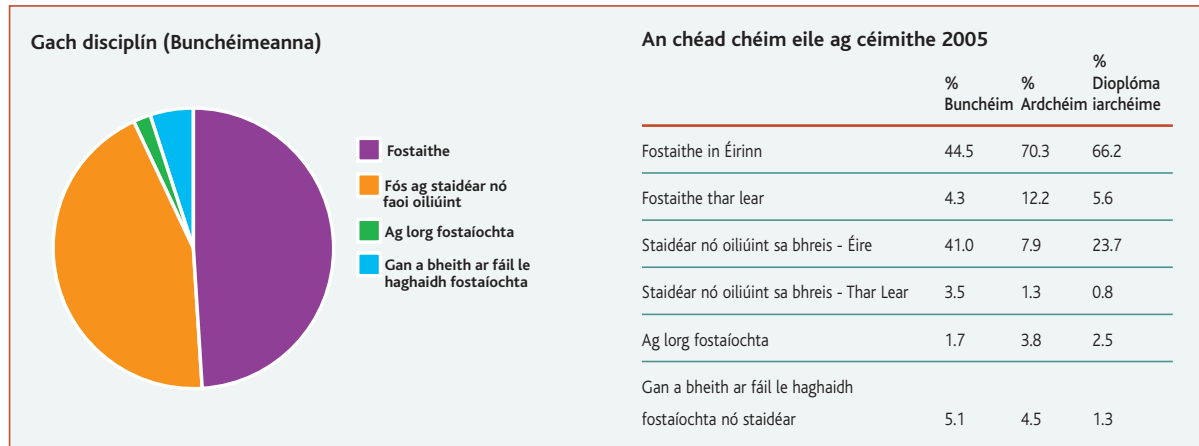 Gach disciplín (Bunchéimeanna)
Fostaithe
Fós ag staidéar nó
faoi oiliúint
Ag lorg fostaíochta
Gan a bheith ar fáil le
haghaidh fostaíochta
An chéad chéim eile ag céimithe 2005
%
% % Dioplóma
Bunchéim Ardchéim iarchéime
Fostaithe in Éirinn 44.5 70.3 66.2
Fostaithe thar lear 4.3 12.2 5.6
Staidéar nó oiliúint sa bhreis - Éire 41.0 7.9 23.7
Staidéar nó oiliúint sa bhreis - Thar Lear 3.5 1.3 0.8
Ag lorg fostaíochta 1.7 3.8 2.5
Gan a bheith ar fáil le haghaidh
fostaíochta nó staidéar 5.1 4.5 1.3